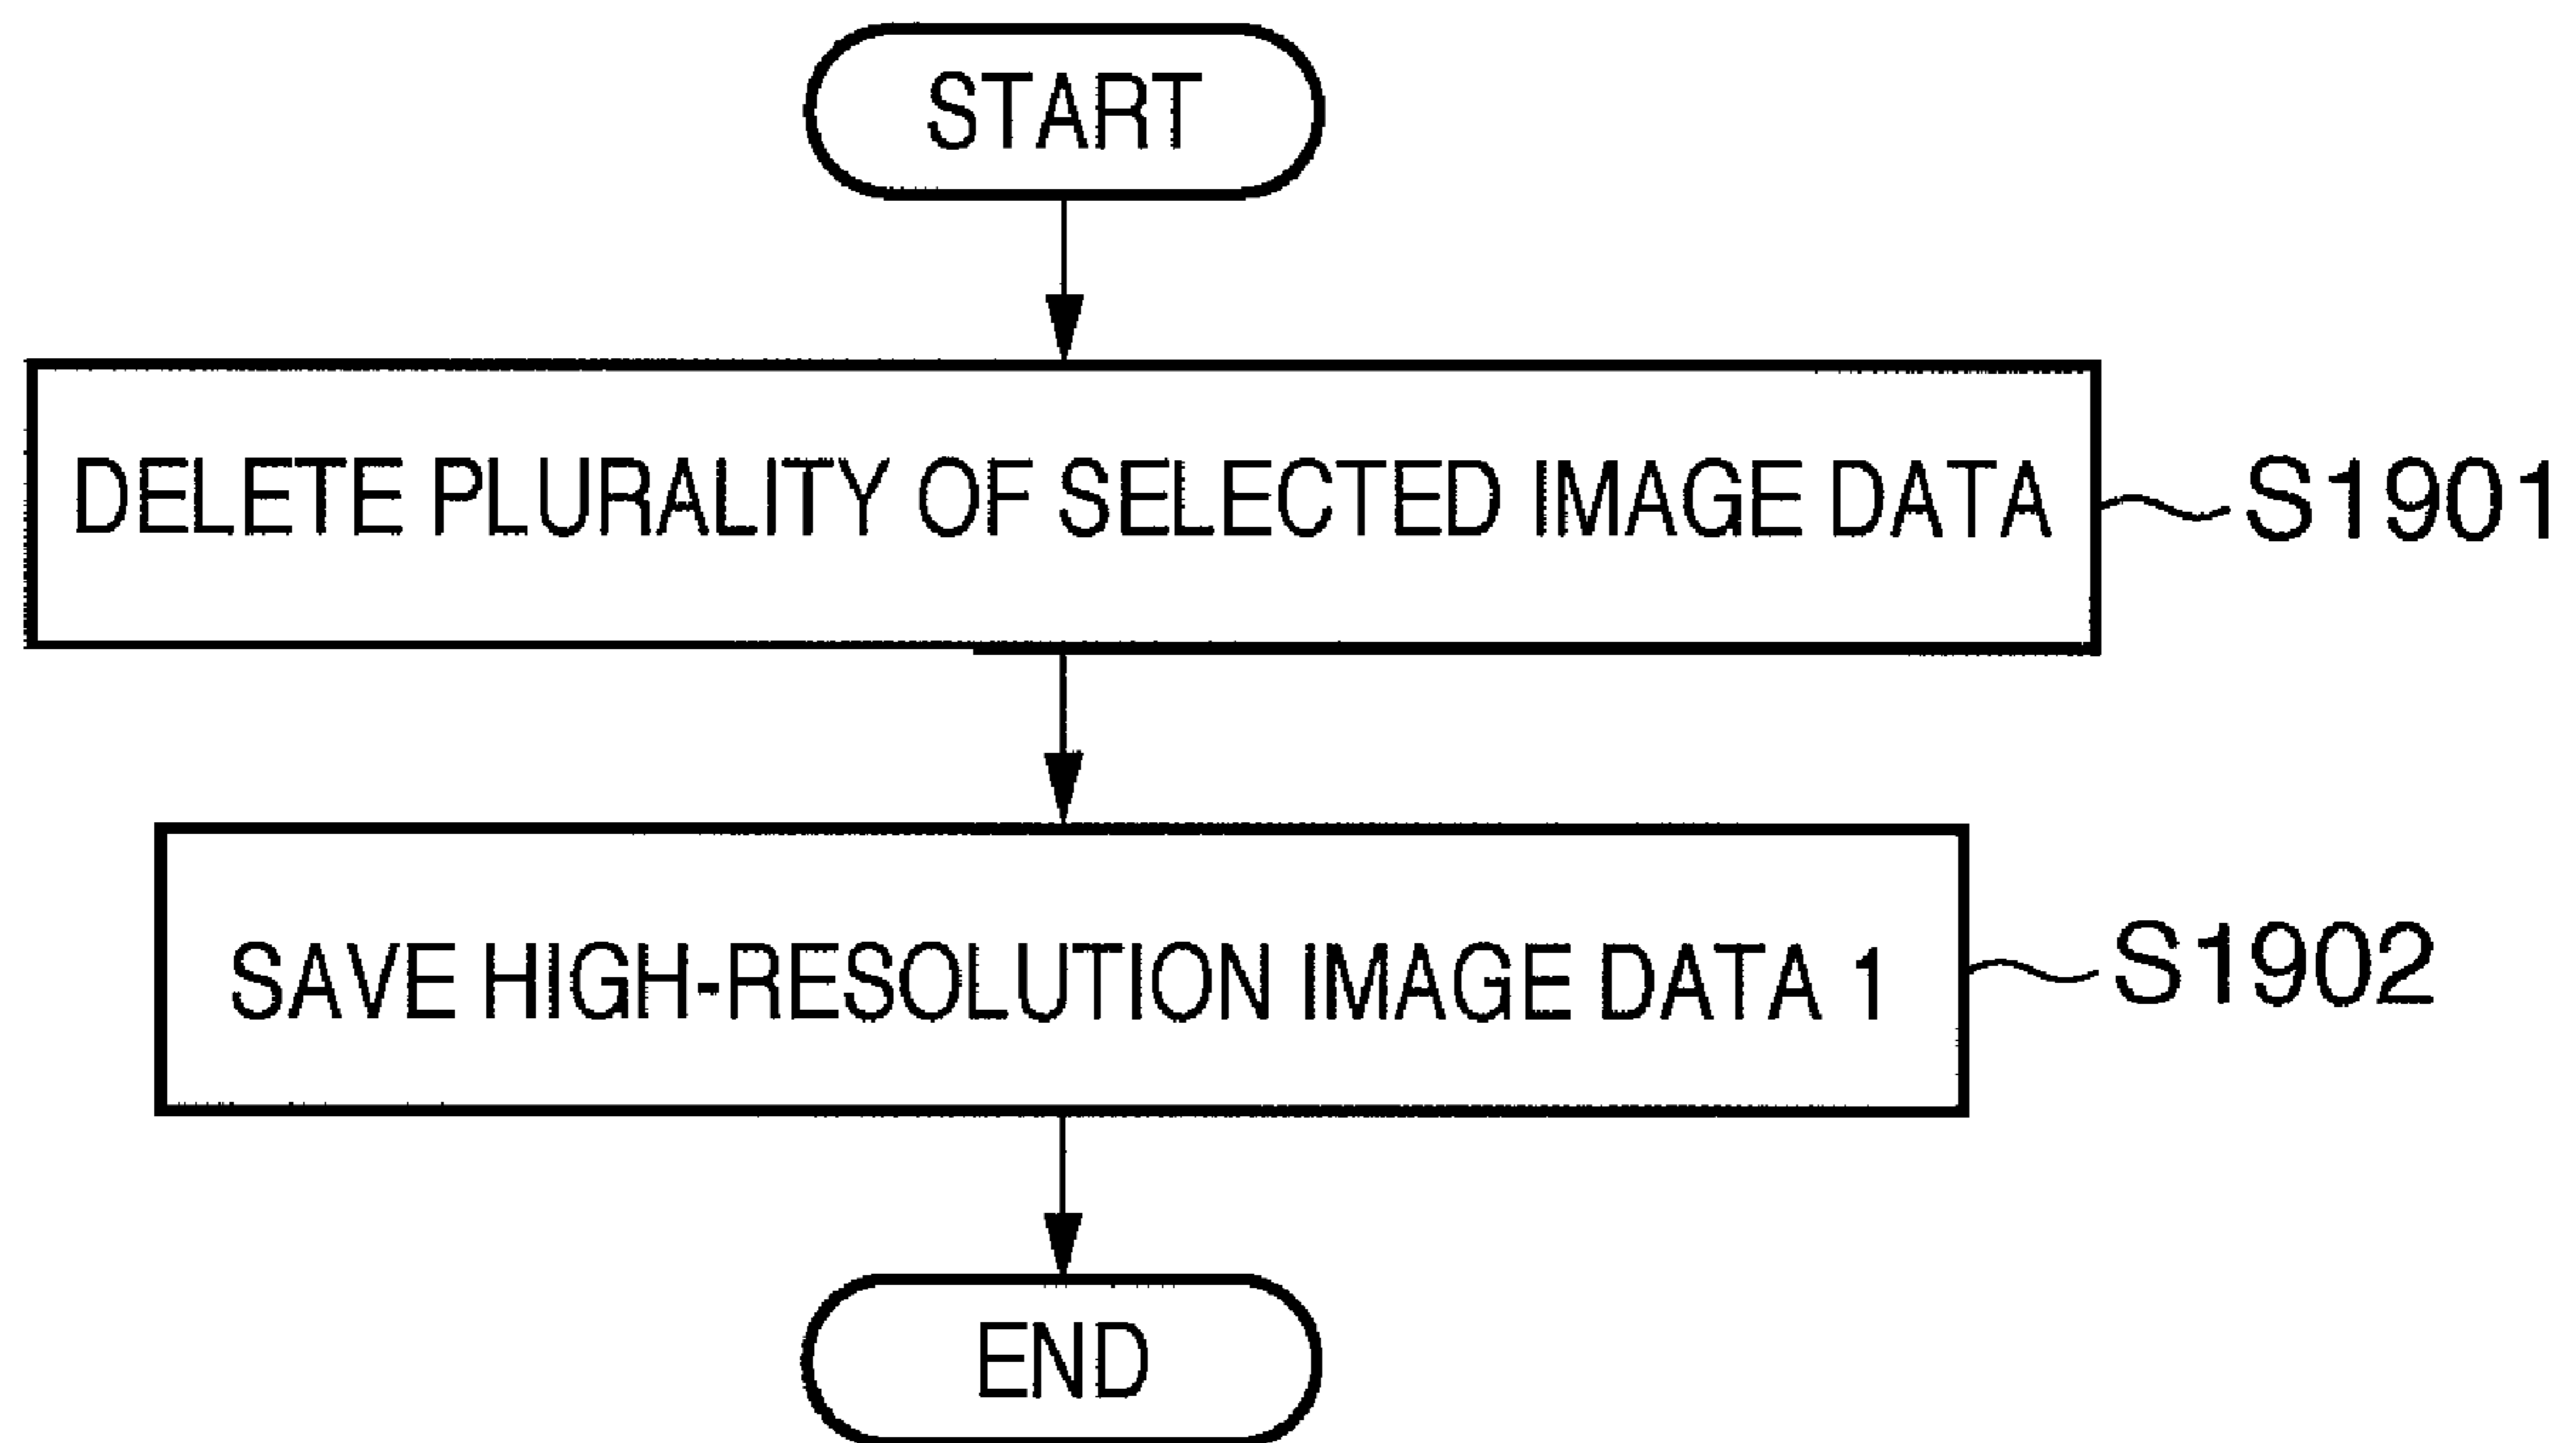 START
DELETE PLURALITY OF SELECTED IMAGE DATA
S1901
SAVE HIGH-RESOLUTION IMAGE DATA 1
S1902
END